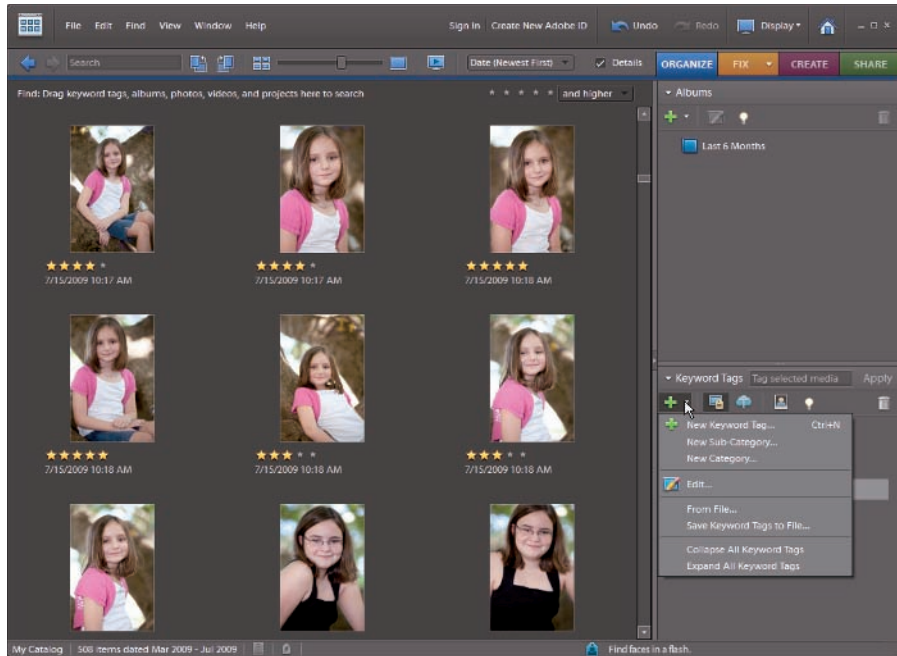 File Edit Find View Window Help Sign In Create New Adobe ID Undo Redo Display
Search Date (Newest First) Details ORGANIZE FIX CREATE SHARE
Find: Drag keyword tags, albums, photos, videos, and projects here to search and higher
Albums
Last 6 Months
7/15/2009 10:17 AM 7/15/2009 10:17 AM 7/15/2009 10:18 AM
Keyword Tags Tag selected media Apply
New Keyword Tag... Ctrl+N
New Sub-Category...
New Category...
7/15/2009 10:18 AM 7/15/2009 10:18 AM 7/15/2009 10:18 AM
Edit...
From File...
Save Keyword Tags to File...
Collapse All Keyword Tags
Expand All Keyword Tags
My Catalog 508 items dated Mar 2009 - Jul 2009 Find faces in a flash.